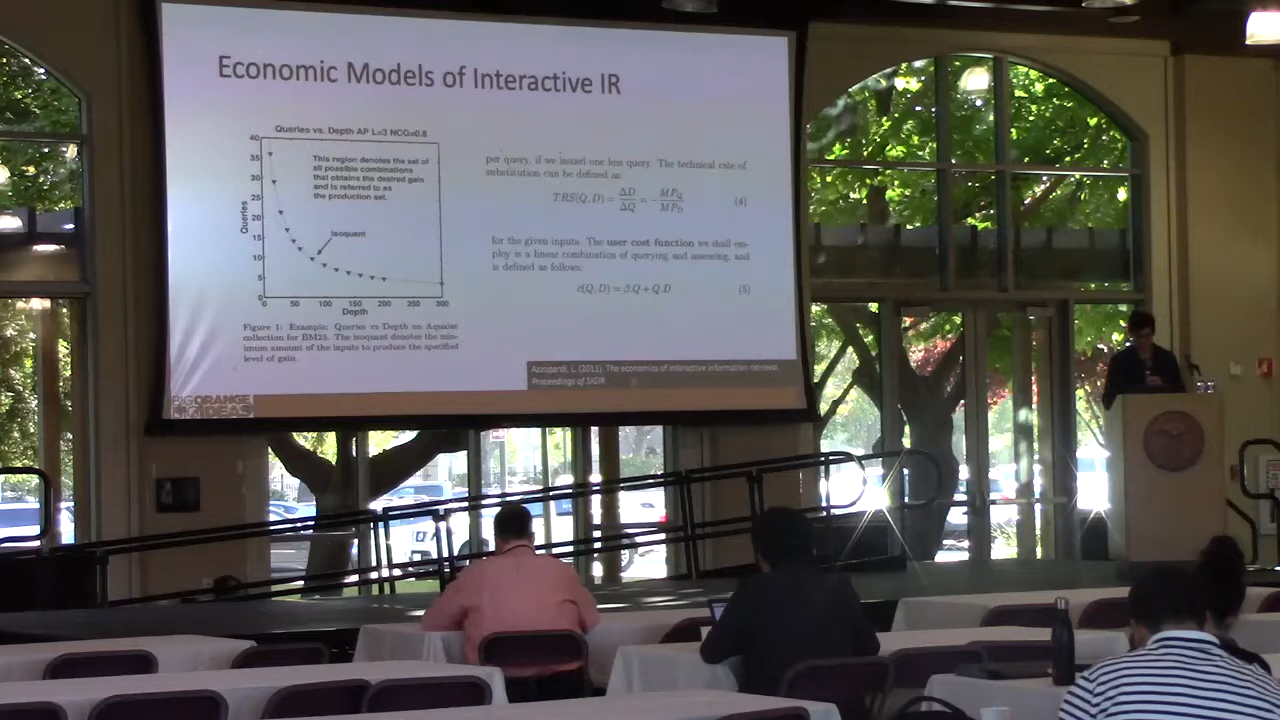 Economic Models of Interactive IR
Queries vs. Depth AP L=3 NCG=0.8
40
35
30
25
20
15
10
5
0
Queries
This region denotes the set of
all possible combinations
that obtains the desired gain
and is referred to as
the production set.
Isoquant
0 50 100 150 200 250 300
Depth
Figure 1: Example: Queries vs Depth on Aquaint
collection for BM25. The isoquant denotes the min-
imum amount of the inputs to produce the specified
level of gain.
per query, if we issued one less query. The technical rate of
substitution can be defined as:
TRS(Q, D) = ΔD/ΔQ = − MP_Q/MP_D (4)
for the given inputs. The user cost function we shall em-
ploy is a linear combination of querying and assessing, and
is defined as follows:
c(Q, D) = β.Q + Q.D (5)
Azzopardi, L. (2011). The economics of interactive information retrieval.
Proceedings of SIGIR.
BIG ORANGE
BIG IDEAS